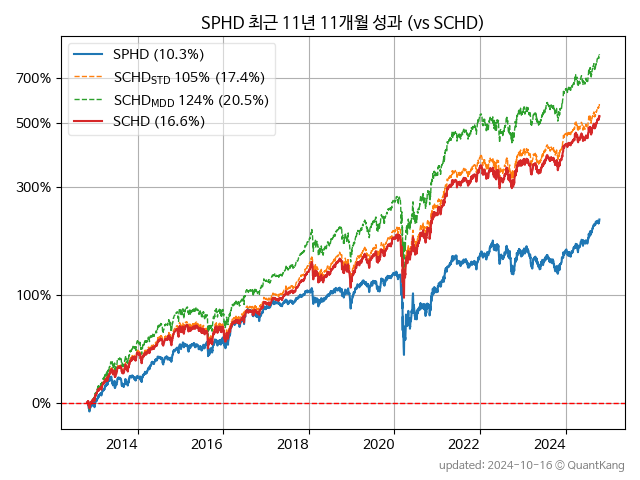 SPHD 최근 11년 11개월 성과 (vs SCHD)
SPHD (10.3%)
SCHD_STD 105% (17.4%)
SCHD_MDD 124% (20.5%)
SCHD (16.6%)
700%
500%
300%
100%
0%
2014 2016 2018 2020 2022 2024
updated: 2024-10-16 © QuantKang